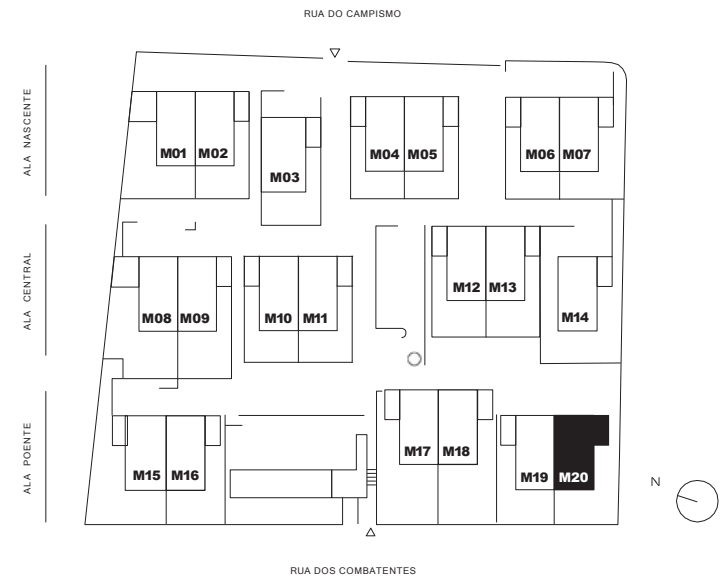 RUA DO CAMPISMO
ALA NASCENTE
M01 M02
M03
M04 M05
M06 M07
ALA CENTRAL
M08 M09
M10 M11
M12 M13
M14
ALA POENTE
M15 M16
M17 M18
M19 M20
N
RUA DOS COMBATENTES